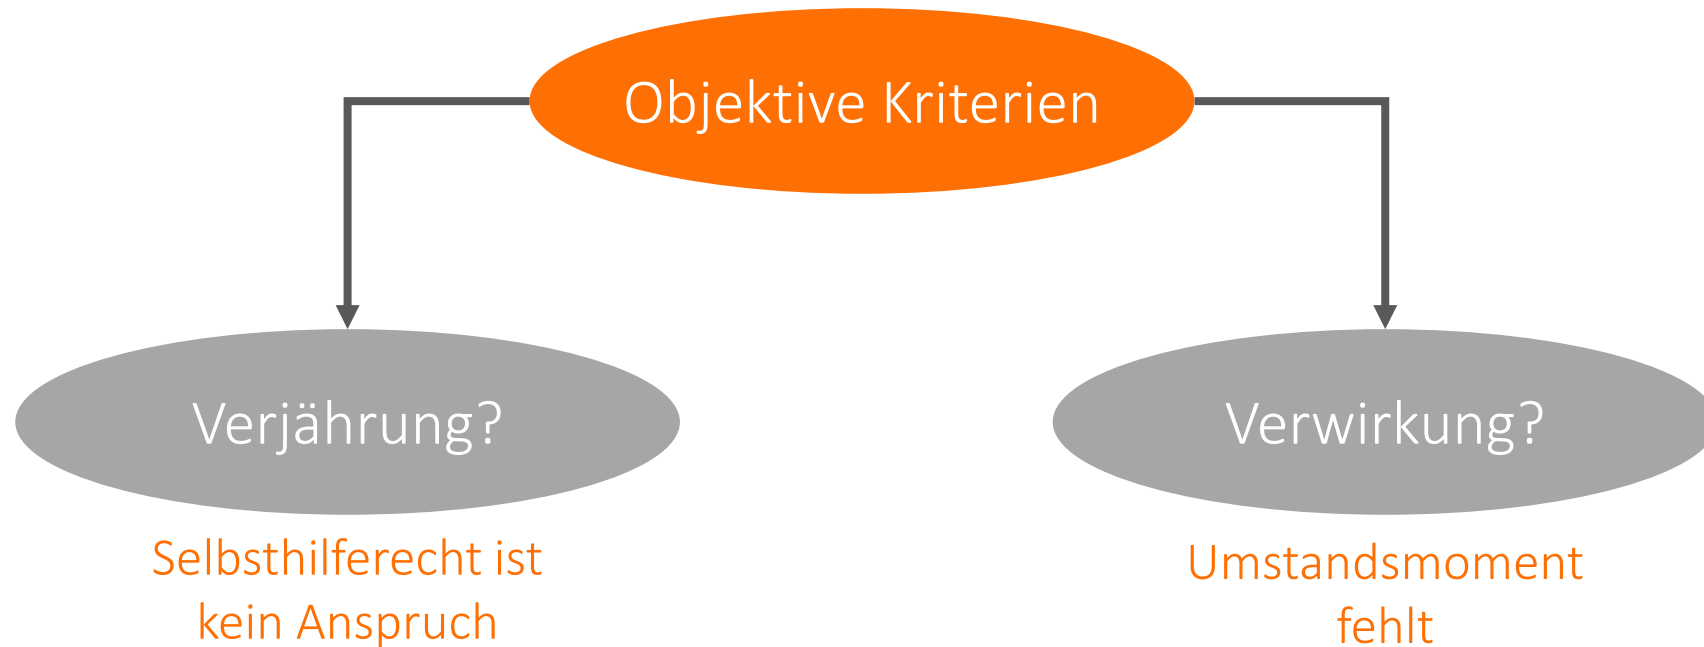 Objektive Kriterien
Verjährung?
Selbsthilferecht ist
kein Anspruch
Verwirkung?
Umstandsmoment
fehlt